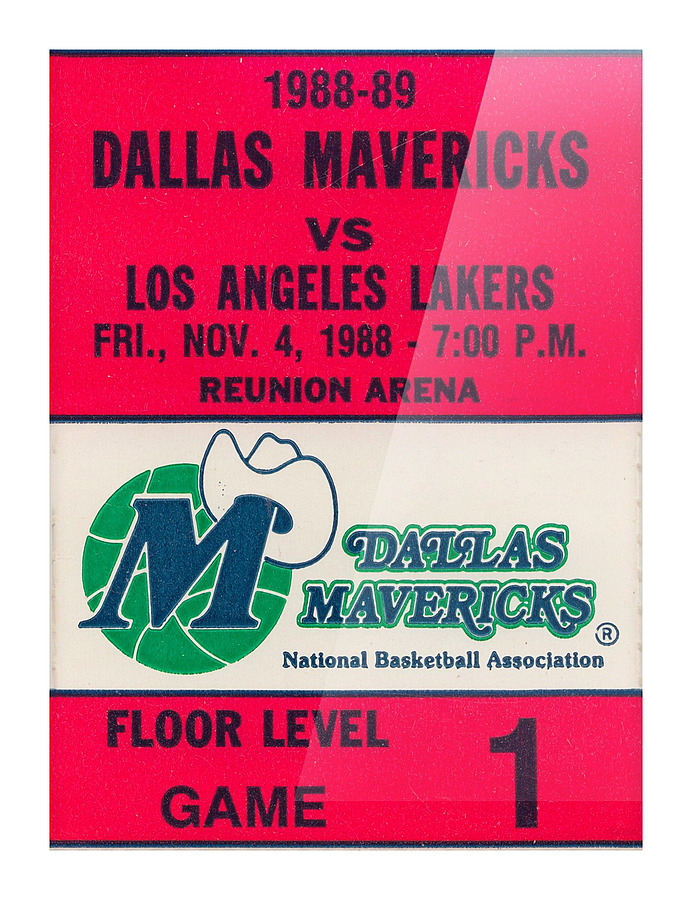 1988-89
DALLAS MAVERICKS
VS
LOS ANGELES LAKERS
FRI., NOV. 4, 1988 - 7:00 P.M.
REUNION ARENA
M
DALLAS
MAVERICKS ®
National Basketball Association
FLOOR LEVEL
GAME 1